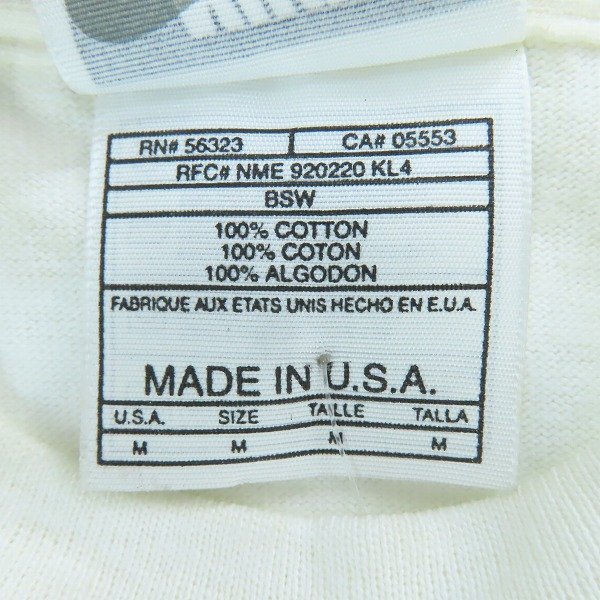 RN# 56323 CA# 05553
RFC# NME 920220 KL4
BSW
100% COTTON
100% COTON
100% ALGODON
FABRIQUE AUX ETATS UNIS HECHO EN E.U.A.
MADE IN U.S.A.
U.S.A. SIZE TAILLE TALLA
M M M M